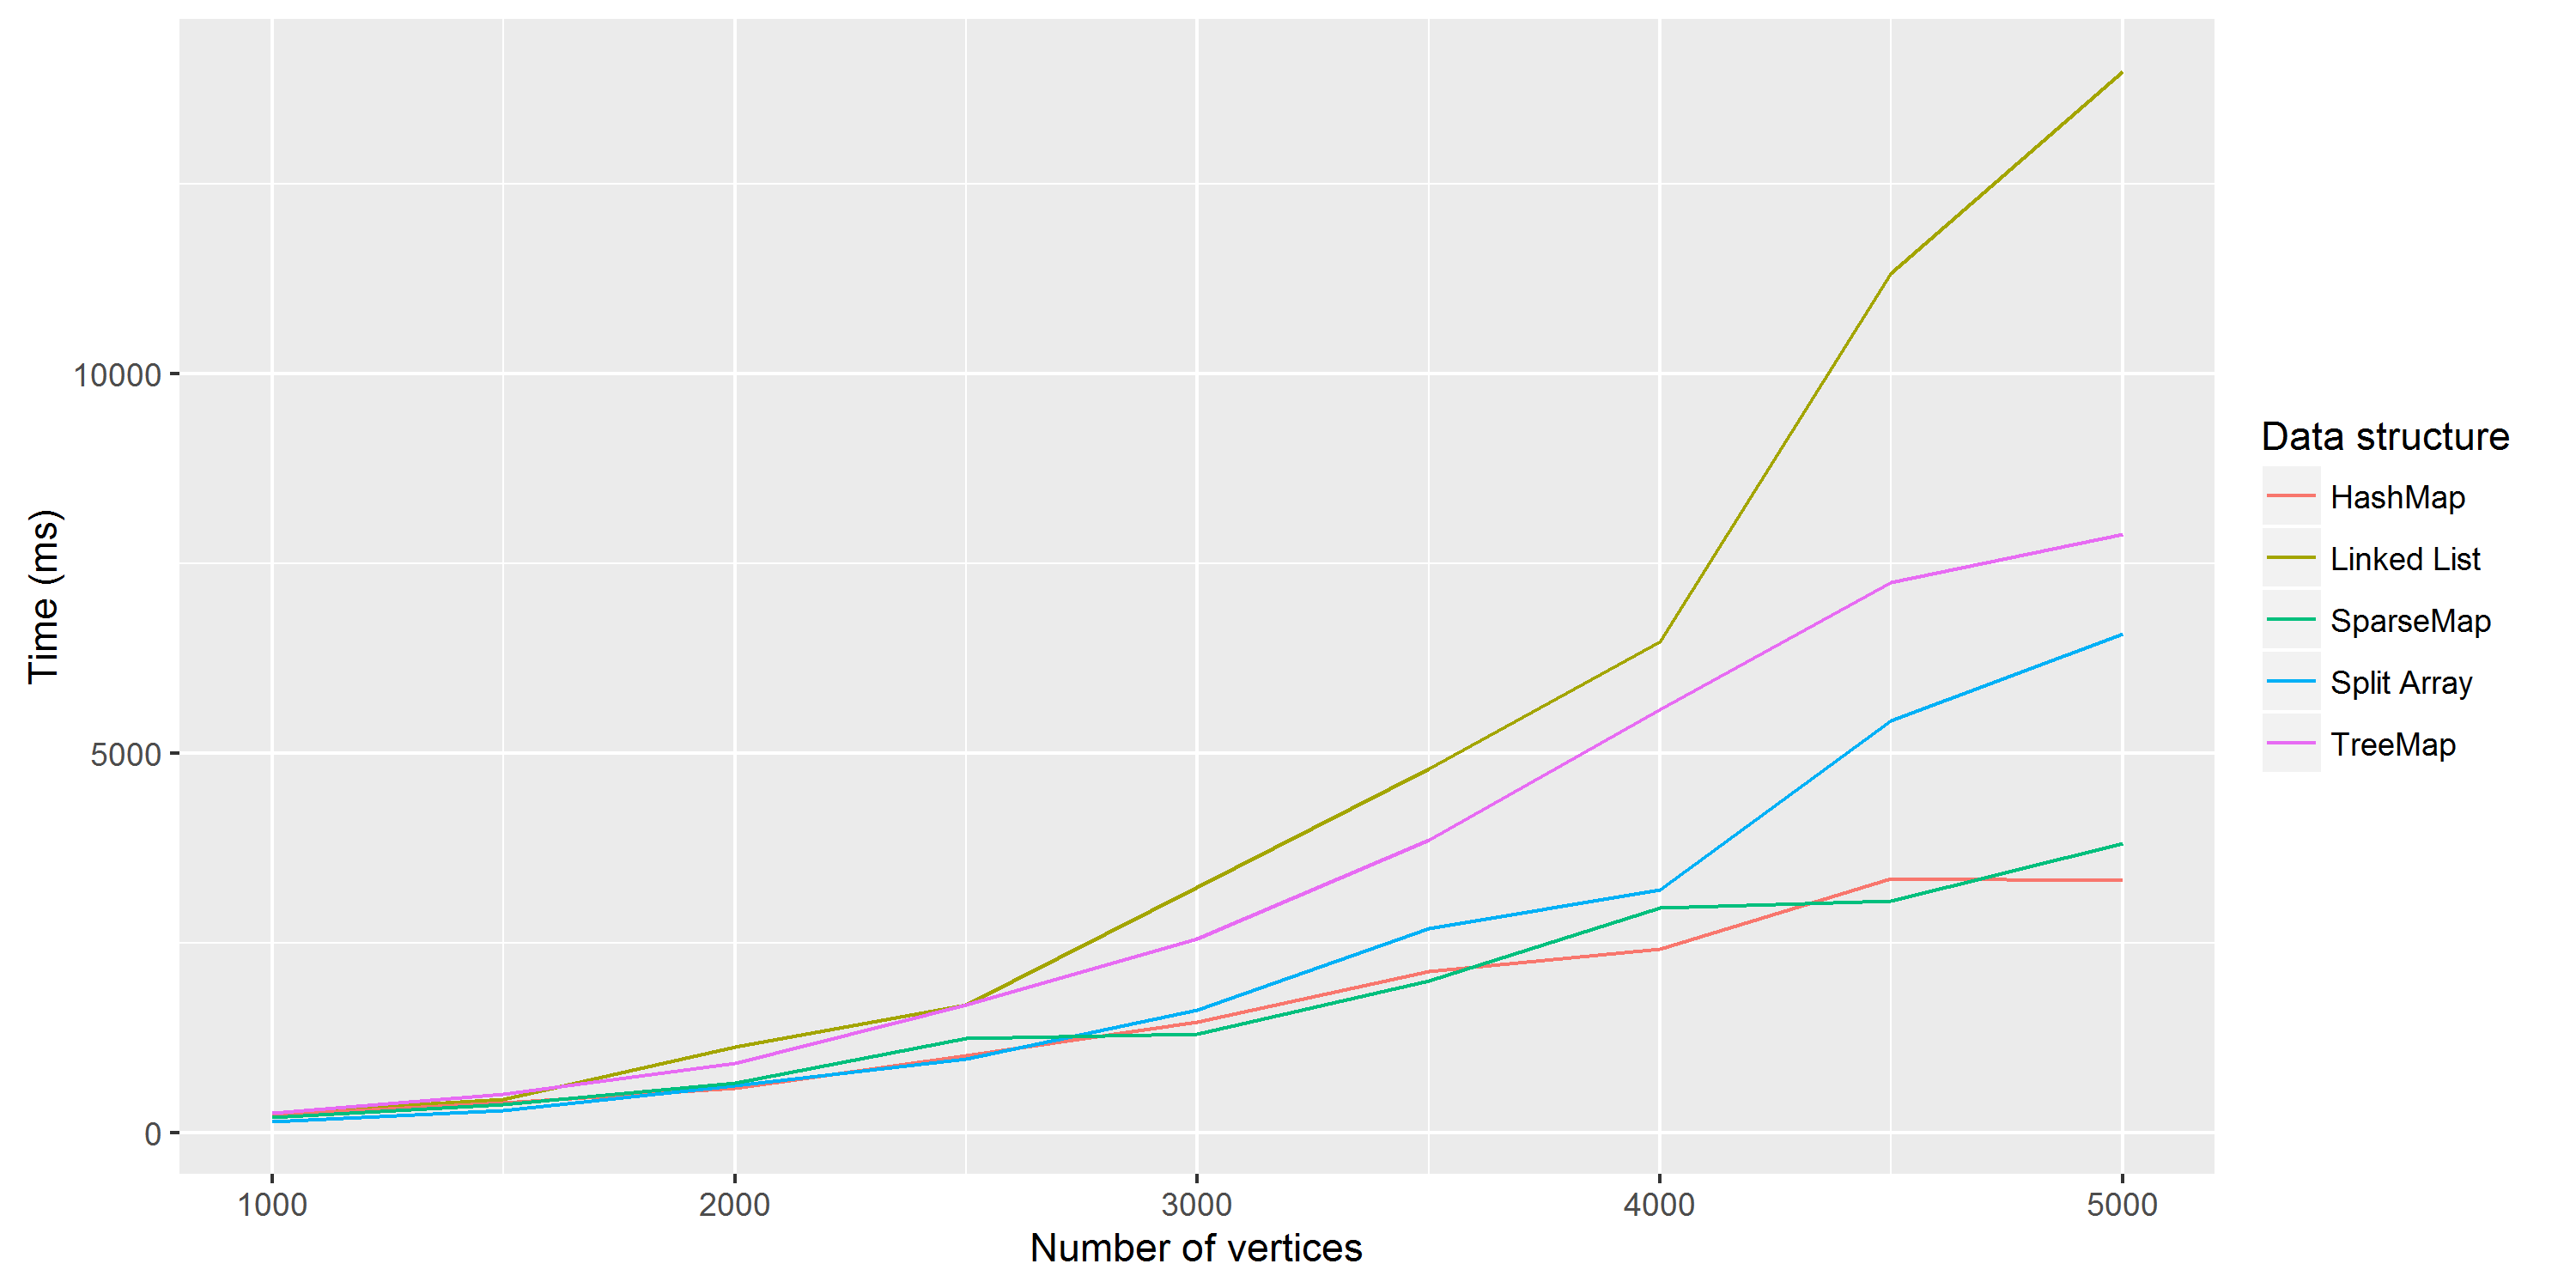 10000
5000
0
Time (ms)
1000 2000 3000 4000 5000
Number of vertices
Data structure
HashMap
Linked List
SparseMap
Split Array
TreeMap